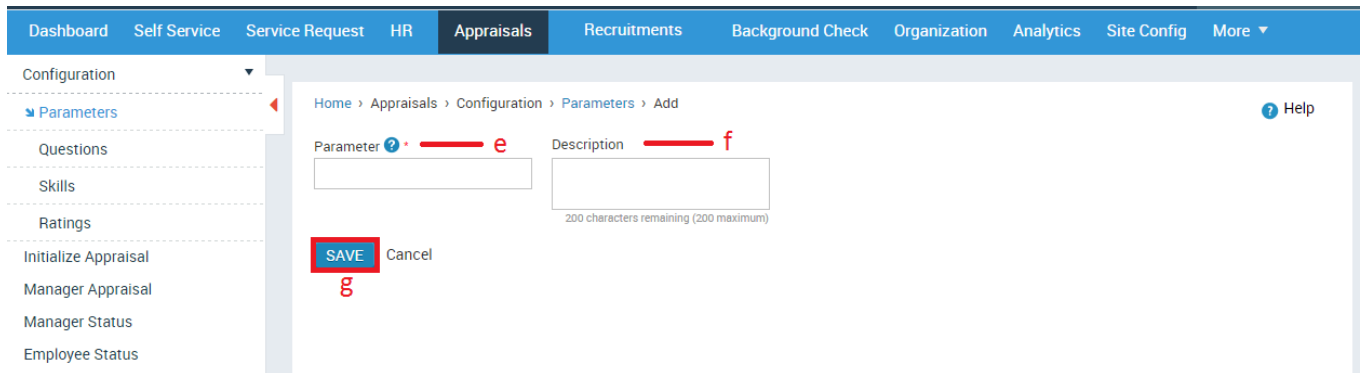 Dashboard Self Service Service Request HR Appraisals Recruitments Background Check Organization Analytics Site Config More ▼
Configuration ▼
Parameters
Questions
Skills
Ratings
Initialize Appraisal
Manager Appraisal
Manager Status
Employee Status
Home › Appraisals › Configuration › Parameters › Add
? Help
Parameter ? * e
Description f
200 characters remaining (200 maximum)
SAVE Cancel
g